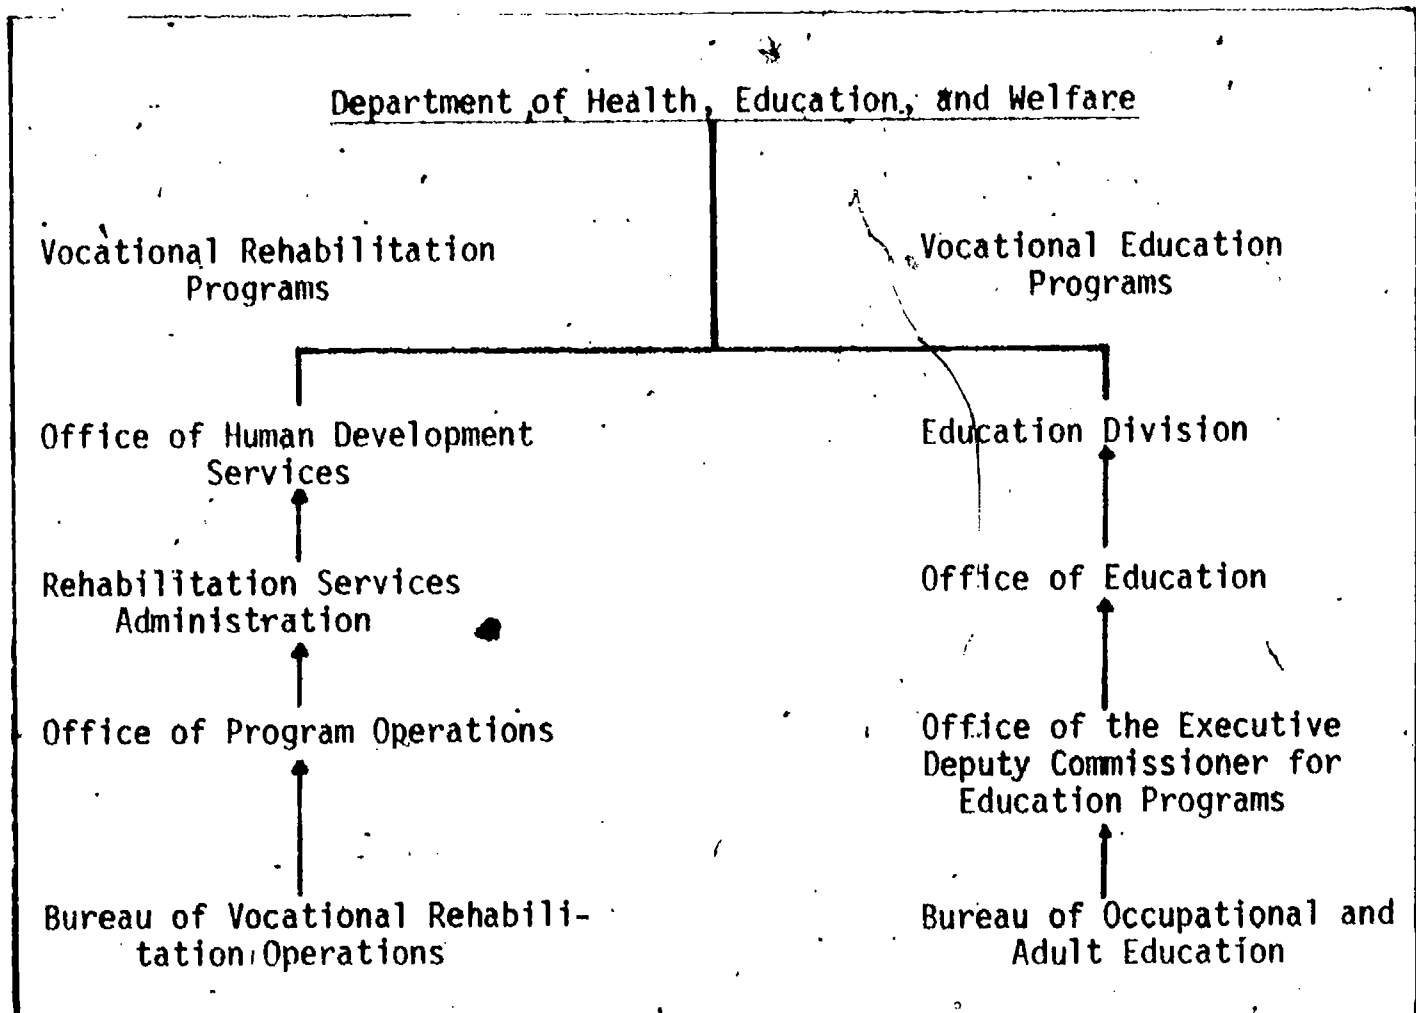 Department of Health, Education, and Welfare
Vocational Rehabilitation
Programs
Vocational Education
Programs
Office of Human Development
Services
Education Division
Rehabilitation Services
Administration
Office of Education
Office of Program Operations
Office of the Executive
Deputy Commissioner for
Education Programs
Bureau of Vocational Rehabili-
tation Operations
Bureau of Occupational and
Adult Education